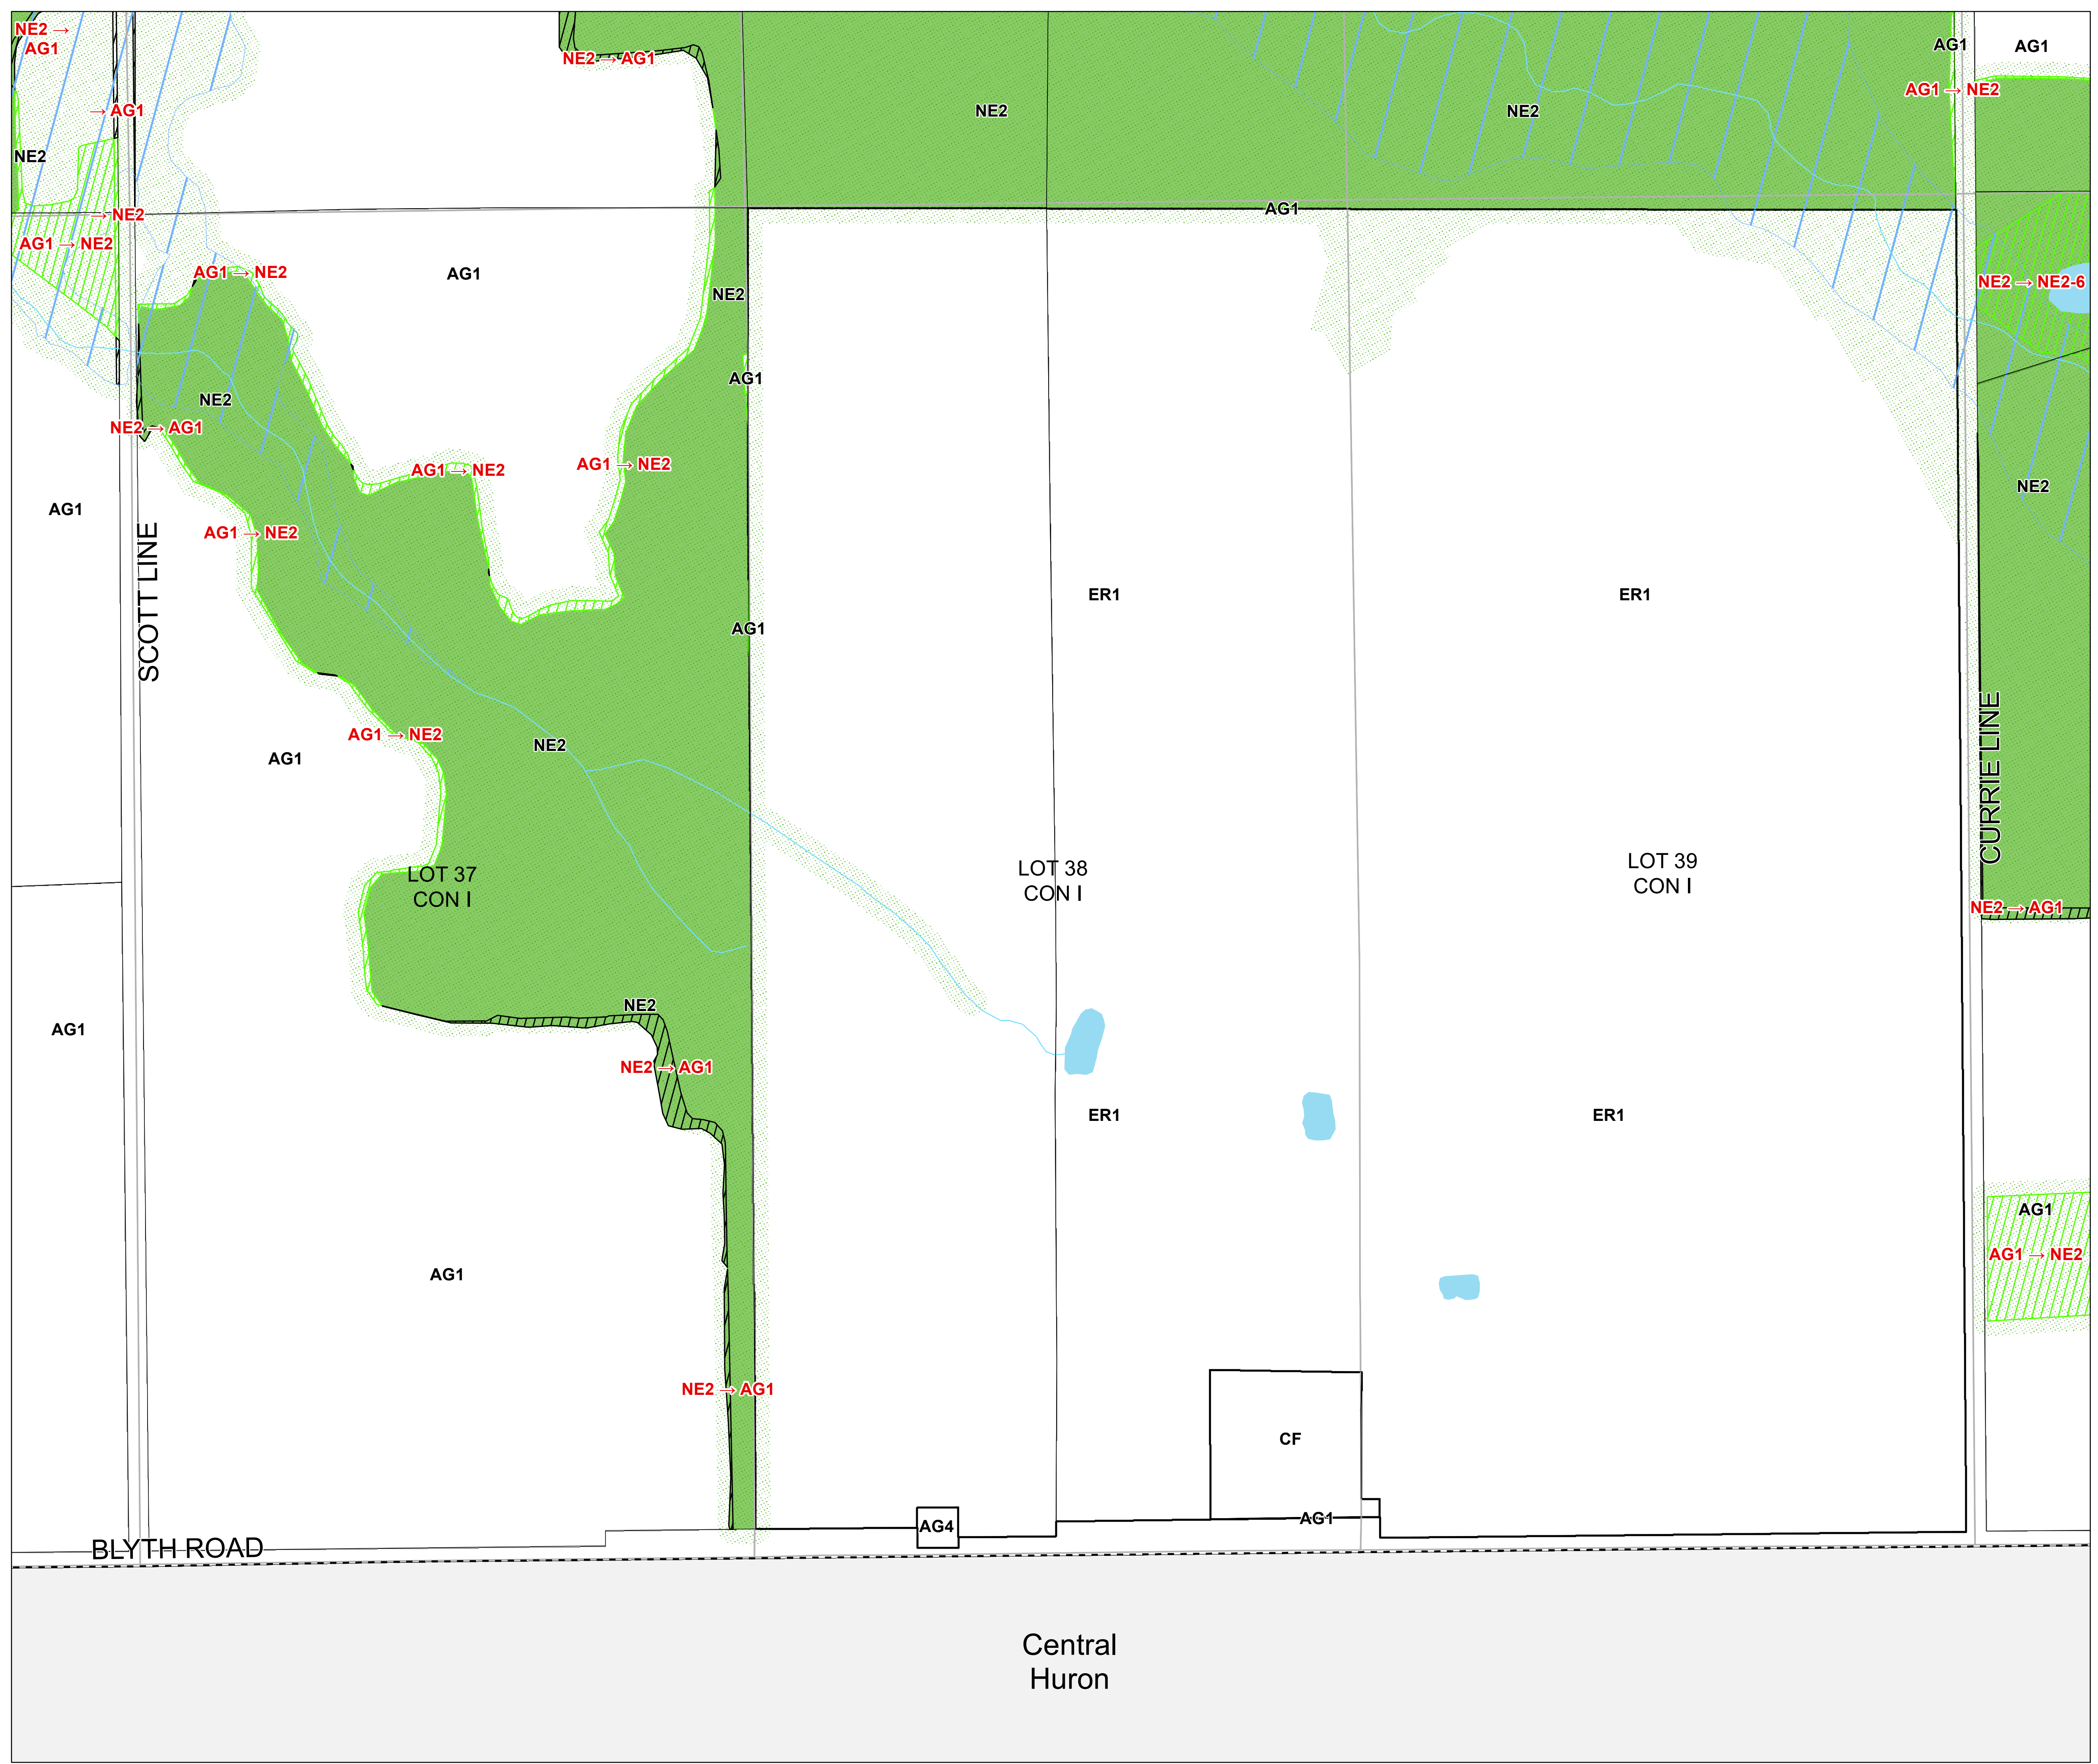 NE2 →
AG1
NE2 → AG1
AG1
AG1
AG1 → NE2
→ AG1
NE2
NE2
NE2
→ NE2
AG1
AG1 → NE2
AG1 → NE2
AG1
NE2 → NE2-6
NE2
AG1
NE2
NE2 → AG1
AG1 → NE2
AG1 → NE2
NE2
AG1
SCOTT LINE
AG1 → NE2
ER1
ER1
AG1
AG1 → NE2
NE2
AG1
CURRIE LINE
LOT 37
CON I
LOT 38
CON I
LOT 39
CON I
NE2 → AG1
NE2
AG1
NE2 → AG1
ER1
ER1
AG1
AG1 → NE2
AG1
NE2 → AG1
CF
AG4
AG1
BLYTH ROAD
Central
Huron